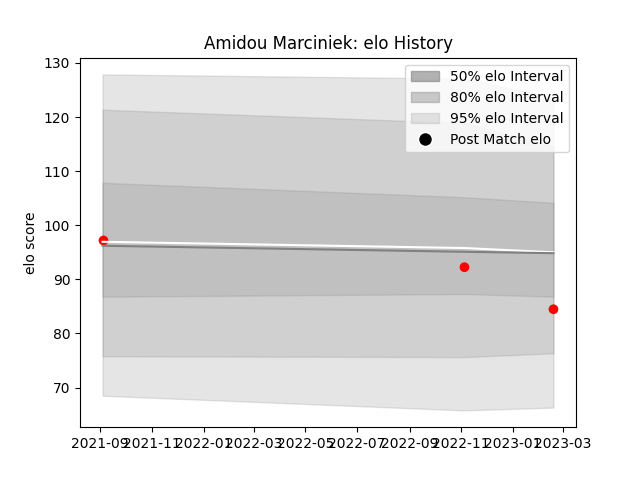 Amidou Marciniek: elo History
130
120
110
100
90
80
70
elo score
50% elo Interval
80% elo Interval
95% elo Interval
Post Match elo
2021-09 2021-11 2022-01 2022-03 2022-05 2022-07 2022-09 2022-11 2023-01 2023-03